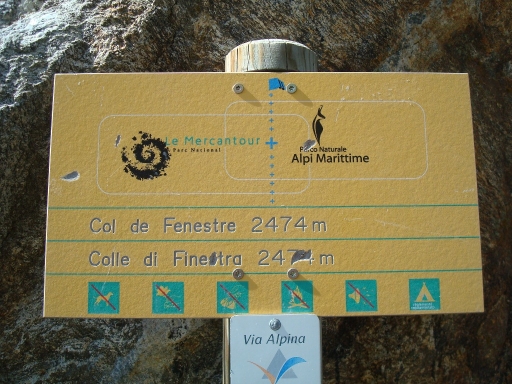 Le Mercantour
Parc National
Parco Naturale
Alpi Marittime
Col de Fenestre 2474m
Colle di Finestra 2474m
Via Alpina